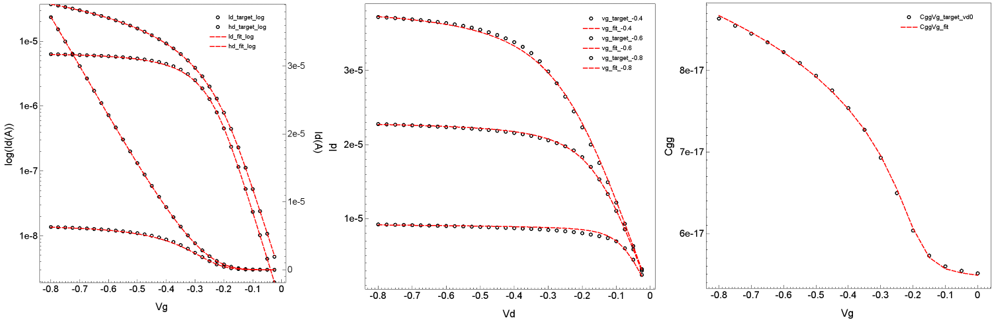 Id_target_log
hd_target_log
Id_fit_log
hd_fit_log
1e-5
1e-6
1e-7
1e-8
log(Id(A))
3e-5
2e-5
1e-5
0
Id(A)
-0.8 -0.7 -0.6 -0.5 -0.4 -0.3 -0.2 -0.1 0
Vg
vg_target_-0.4
vg_fit_-0.4
vg_target_-0.6
vg_fit_-0.6
vg_target_-0.8
vg_fit_-0.8
3e-5
2e-5
1e-5
Id
-0.8 -0.7 -0.6 -0.5 -0.4 -0.3 -0.2 -0.1 0
Vd
CggVg_target_vd0
CggVg_fit
8e-17
7e-17
6e-17
Cgg
-0.8 -0.7 -0.6 -0.5 -0.4 -0.3 -0.2 -0.1 0
Vg